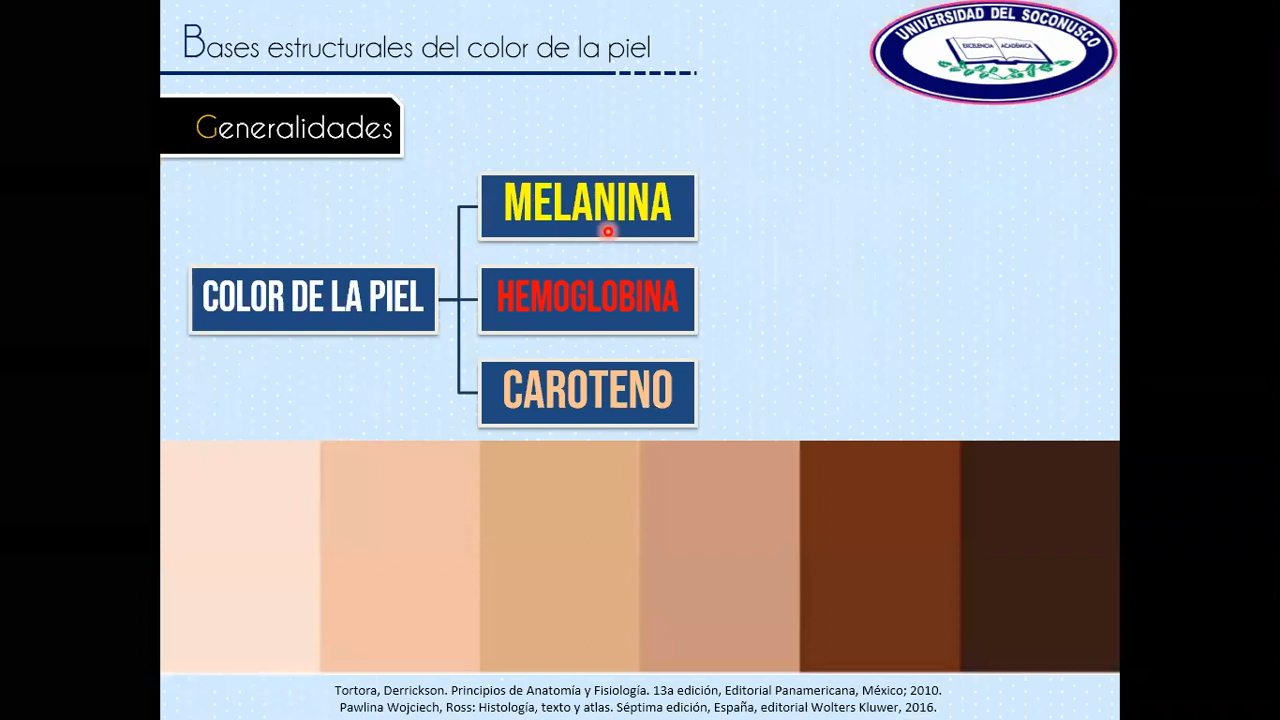 Bases estructurales del color de la piel
UNIVERSIDAD DEL SOCONUSCO
EXCELENCIA ACADÉMICA
Generalidades
MELANINA
COLOR DE LA PIEL
HEMOGLOBINA
CAROTENO
Tortora, Derrickson. Principios de Anatomía y Fisiología. 13a edición, Editorial Panamericana, México; 2010.
Pawlina Wojciech, Ross: Histología, texto y atlas. Séptima edición, España, editorial Wolters Kluwer, 2016.